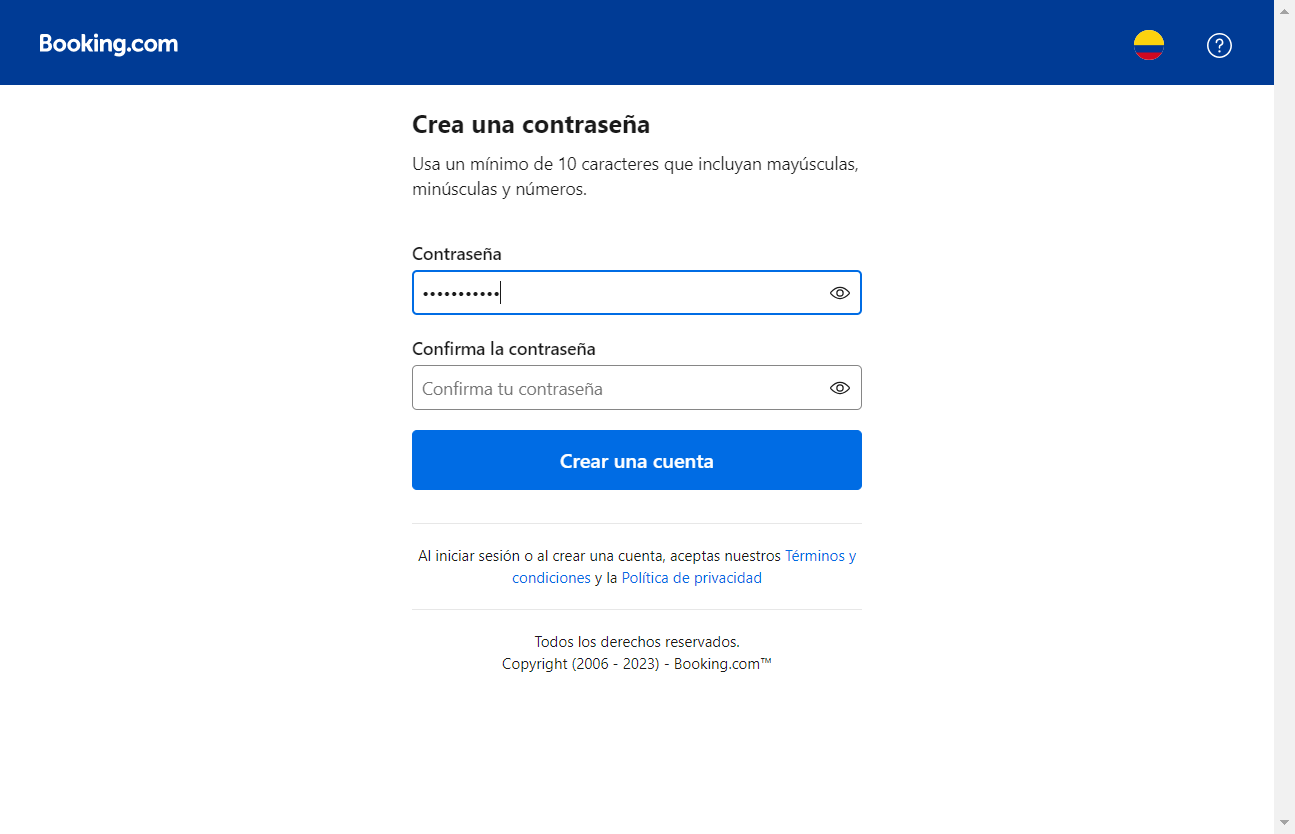 Booking.com
Crea una contraseña
Usa un mínimo de 10 caracteres que incluyan mayúsculas,
minúsculas y números.
Contraseña
•••••••••••
Confirma la contraseña
Confirma tu contraseña
Crear una cuenta
Al iniciar sesión o al crear una cuenta, aceptas nuestros Términos y
condiciones y la Política de privacidad
Todos los derechos reservados.
Copyright (2006 - 2023) - Booking.com™